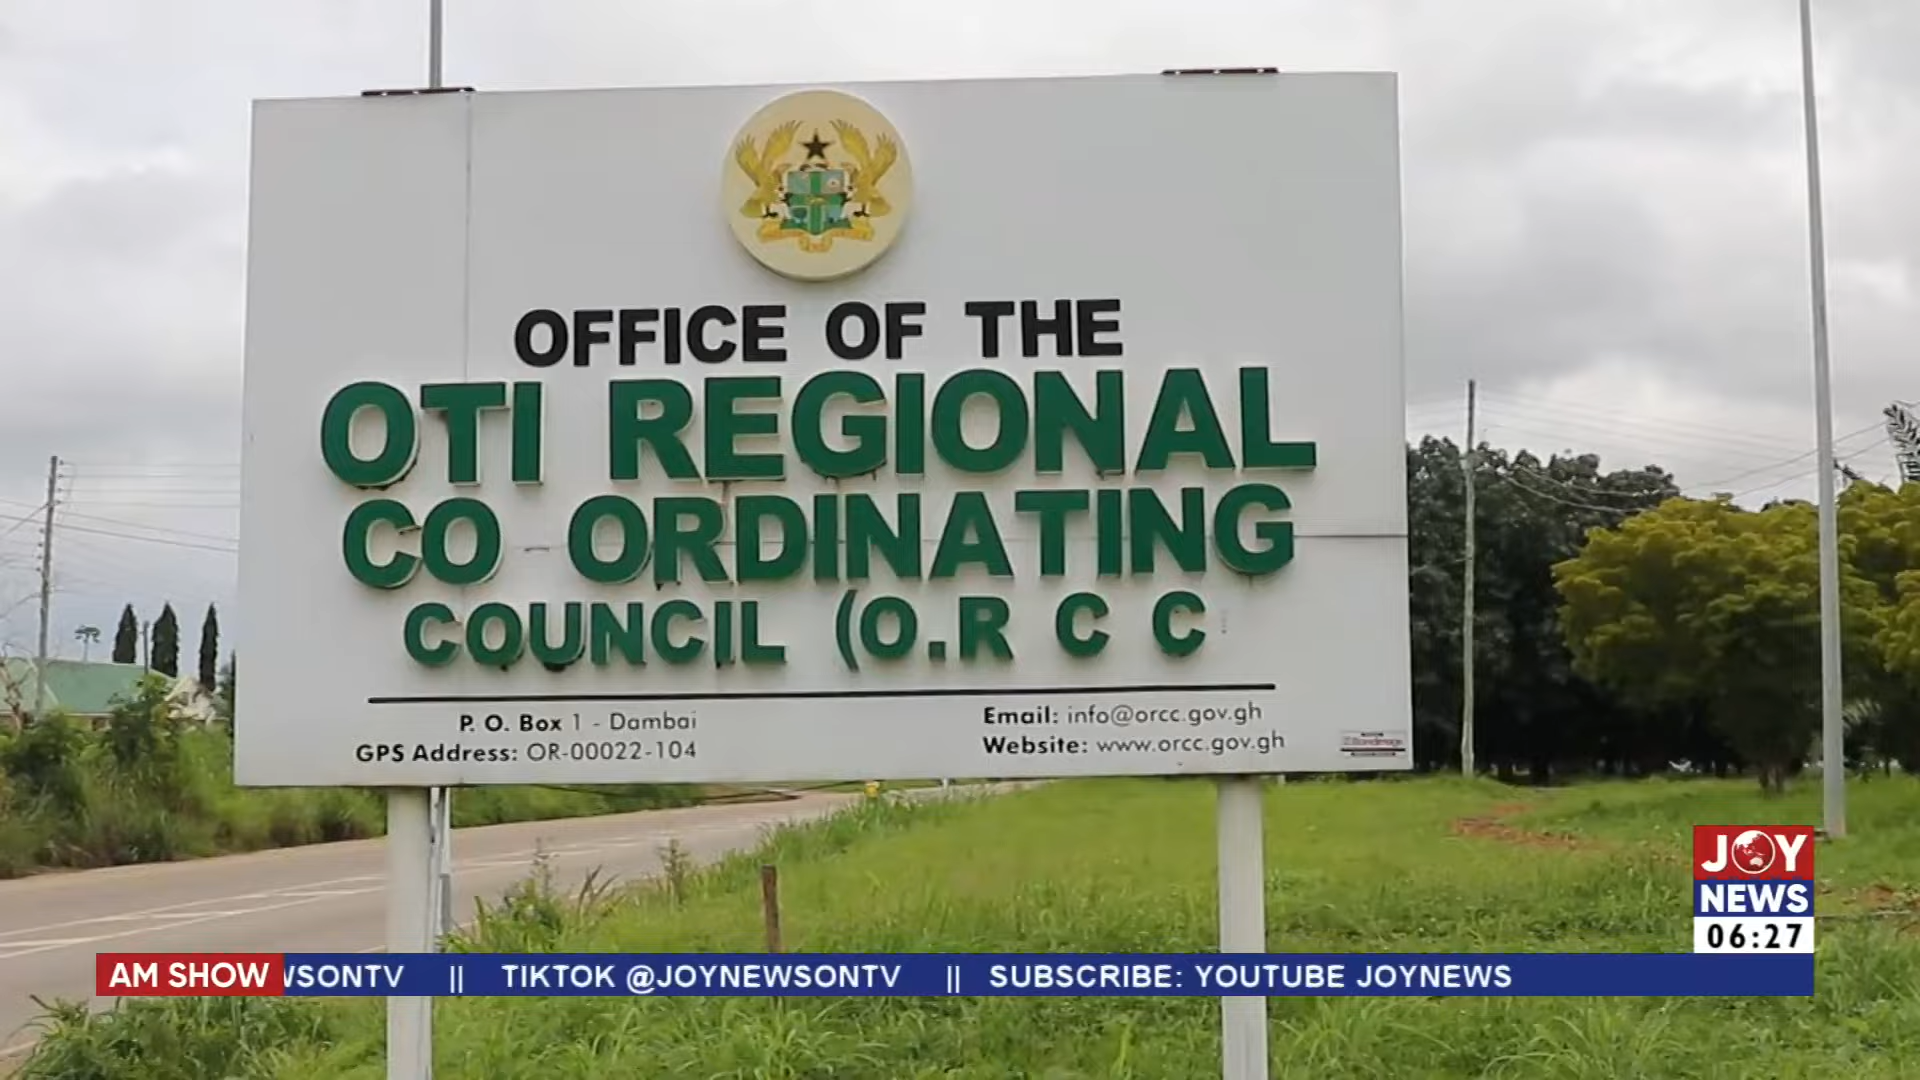 OFFICE OF THE
OTI REGIONAL
CO ORDINATING
COUNCIL (O.R C C
P. O. Box 1 - Dambai
GPS Address: OR-00022-104
Email: info@orcc.gov.gh
Website: www.orcc.gov.gh
JOY
NEWS
06:27
AM SHOW
WSONTV || TIKTOK @JOYNEWSONTV || SUBSCRIBE: YOUTUBE JOYNEWS